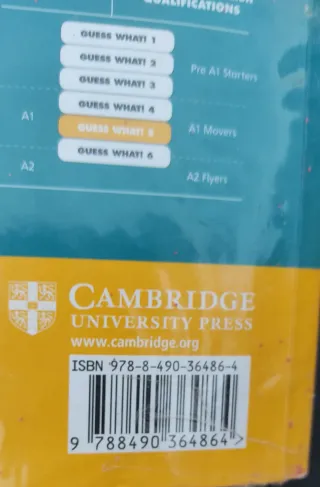 QUALIFICATIONS
GUESS WHAT! 1
GUESS WHAT! 2
Pre A1 Starters
GUESS WHAT! 3
GUESS WHAT! 4
A1
GUESS WHAT! 5
A1 Movers
GUESS WHAT! 6
A2
A2 Flyers
CAMBRIDGE
UNIVERSITY PRESS
www.cambridge.org
ISBN 978-8-490-36486-4
9 788490 364864 >